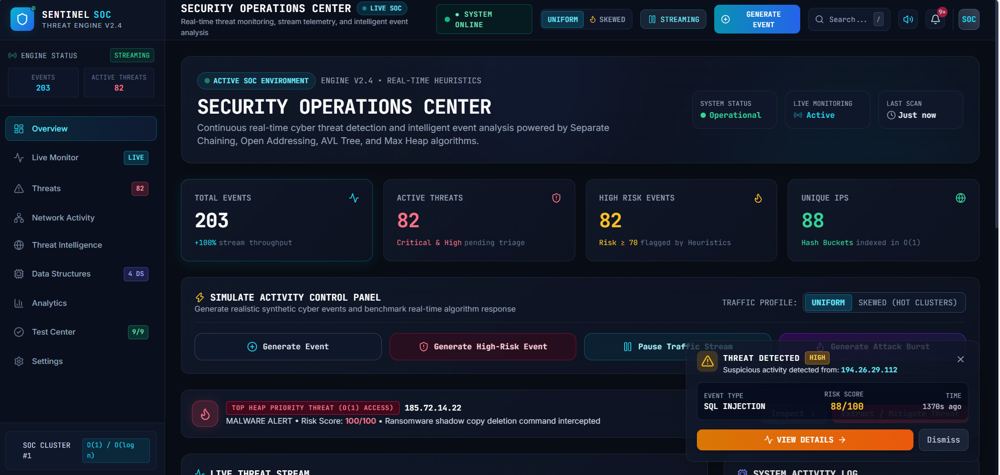 SENTINEL SOC
THREAT ENGINE V2.4
ENGINE STATUS
STREAMING
EVENTS
203
ACTIVE THREATS
82
Overview
Live Monitor
LIVE
Threats
82
Network Activity
Threat Intelligence
Data Structures
4 DS
Analytics
Test Center
9/9
Settings
SOC CLUSTER
#1
O(1) / O(log
n)
SECURITY OPERATIONS CENTER
LIVE SOC
Real-time threat monitoring, stream telemetry, and intelligent event
analysis
● SYSTEM
ONLINE
UNIFORM
SKEWED
STREAMING
GENERATE
EVENT
Search...
/
9+
SOC
ACTIVE SOC ENVIRONMENT
ENGINE V2.4 • REAL-TIME HEURISTICS
SECURITY OPERATIONS CENTER
Continuous real-time cyber threat detection and intelligent event analysis powered by Separate
Chaining, Open Addressing, AVL Tree, and Max Heap algorithms.
SYSTEM STATUS
Operational
LIVE MONITORING
Active
LAST SCAN
Just now
TOTAL EVENTS
203
+100% stream throughput
ACTIVE THREATS
82
Critical & High pending triage
HIGH RISK EVENTS
82
Risk ≥ 70 flagged by Heuristics
UNIQUE IPS
88
Hash Buckets indexed in O(1)
SIMULATE ACTIVITY CONTROL PANEL
Generate realistic synthetic cyber events and benchmark real-time algorithm response
TRAFFIC PROFILE:
UNIFORM
SKEWED (HOT CLUSTERS)
Generate Event
Generate High-Risk Event
Pause Traffic Stream
Generate Attack Burst
TOP HEAP PRIORITY THREAT (O(1) ACCESS)
185.72.14.22
MALWARE ALERT • Risk Score: 100/100 • Ransomware shadow copy deletion command intercepted
Inspect
Extract / Mitigate Threat
THREAT DETECTED
HIGH
Suspicious activity detected from: 194.26.29.112
EVENT TYPE
SQL INJECTION
RISK SCORE
88/100
TIME
1370s ago
VIEW DETAILS →
Dismiss
LIVE THREAT STREAM
SYSTEM ACTIVITY LOG